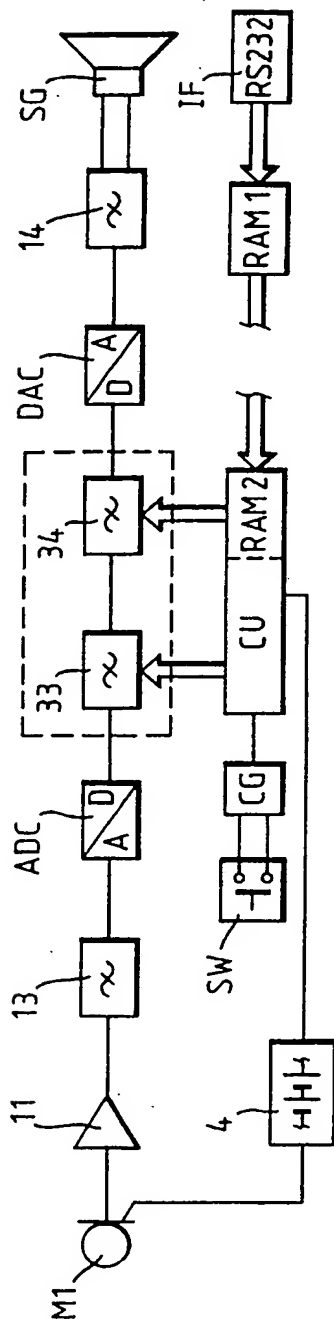 M1
11
13
ADC
A
D
33
34
DAC
D
A
14
SG
4
SW
CG
CU
RAM2
RAM1
RS232
IF